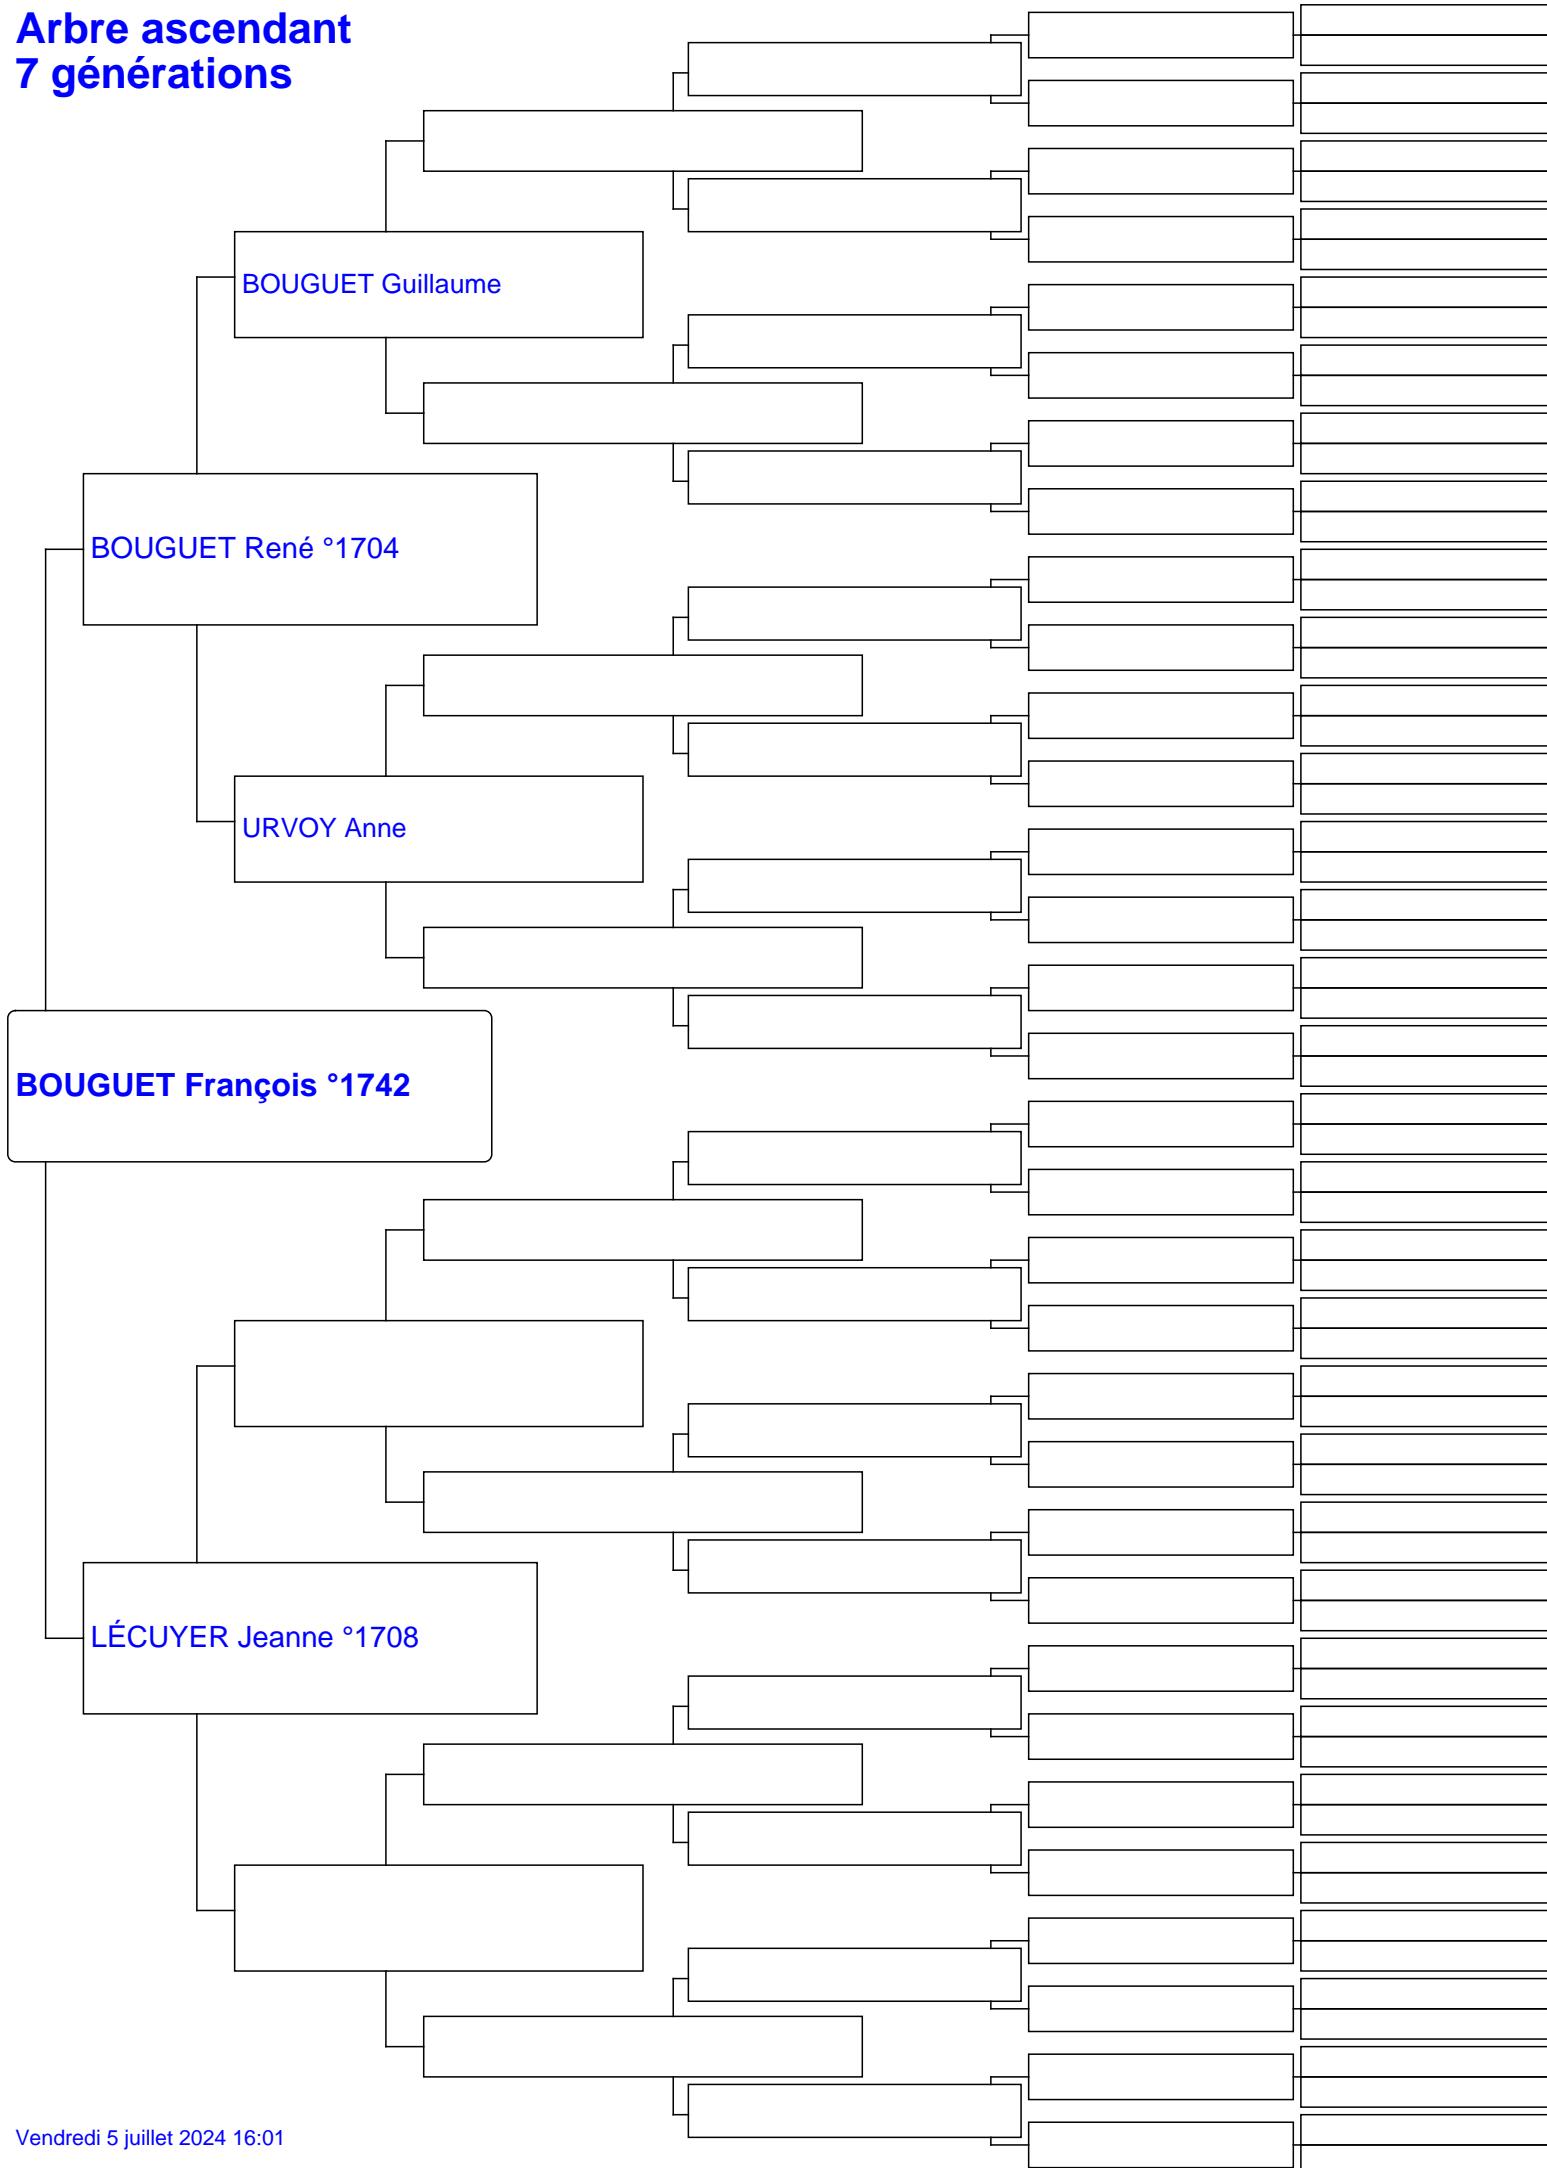 Arbre ascendant
7 générations
BOUGUET Guillaume
BOUGUET René °1704
URVOY Anne
BOUGUET François °1742
LÉCUYER Jeanne °1708
Vendredi 5 juillet 2024 16:01